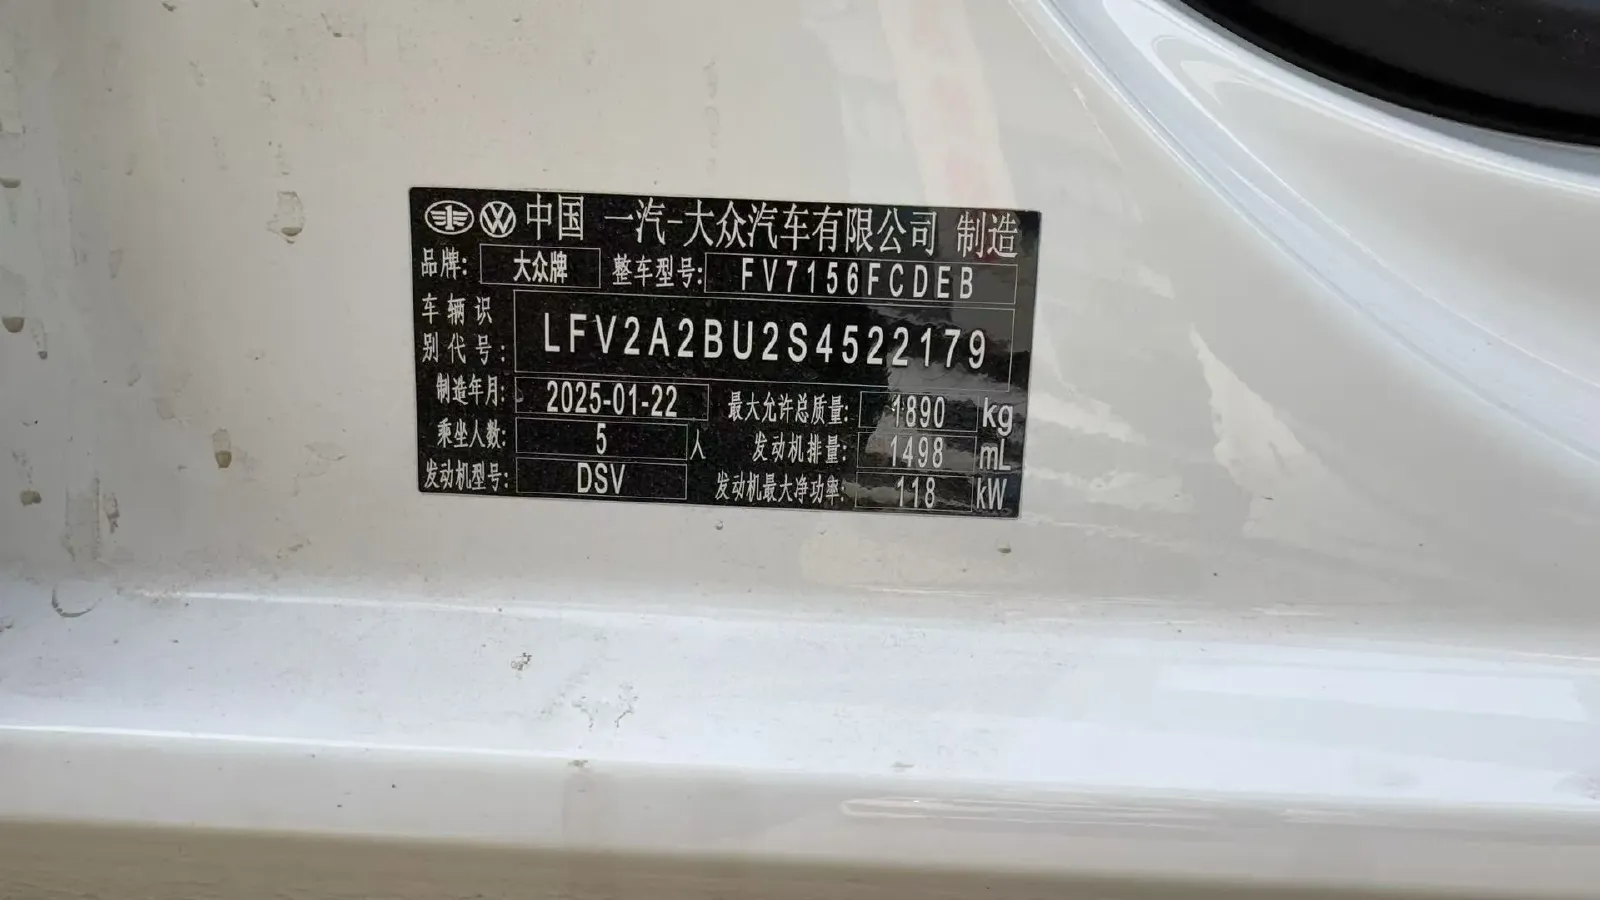 中国 一汽-大众汽车有限公司 制造
品牌: 大众牌 整车型号: FV7156FCDEB
车辆识别代号: LFV2A2BU2S4522179
制造年月: 2025-01-22 最大允许总质量: 1890 kg
乘坐人数: 5 人 发动机排量: 1498 mL
发动机型号: DSV 发动机最大净功率: 118 kW